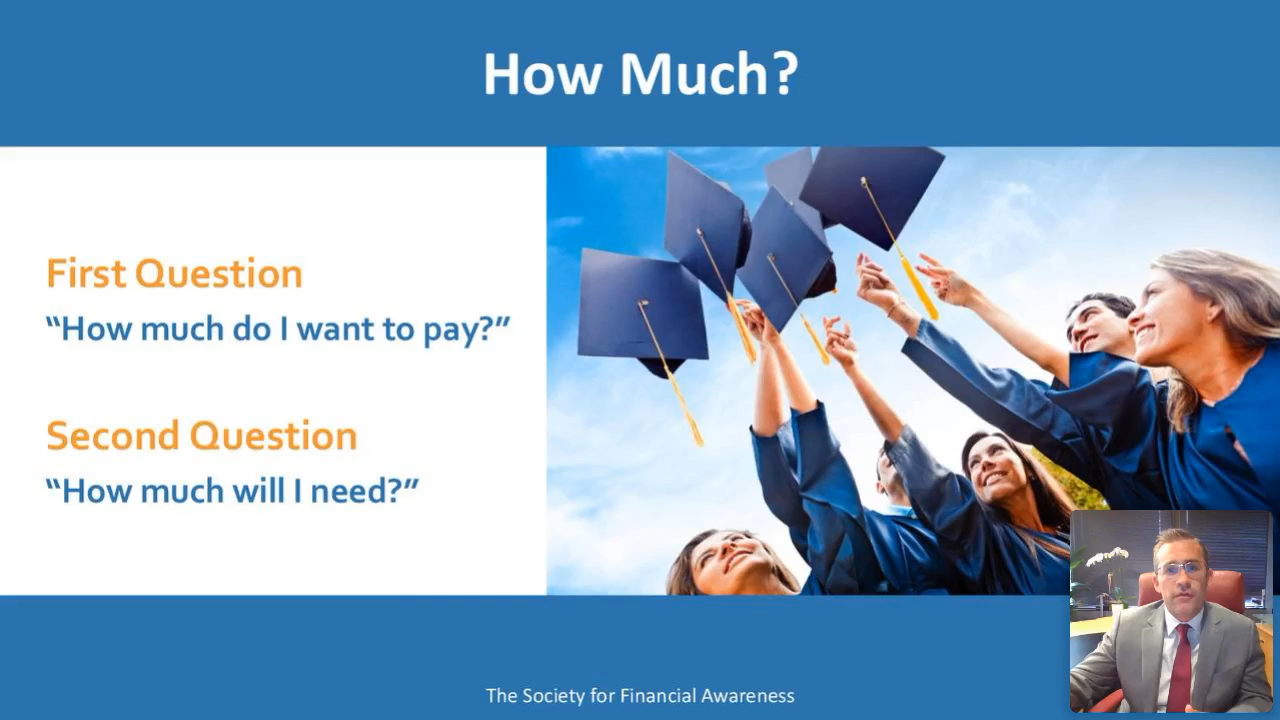 How Much?
First Question
“How much do I want to pay?”
Second Question
“How much will I need?”
The Society for Financial Awareness